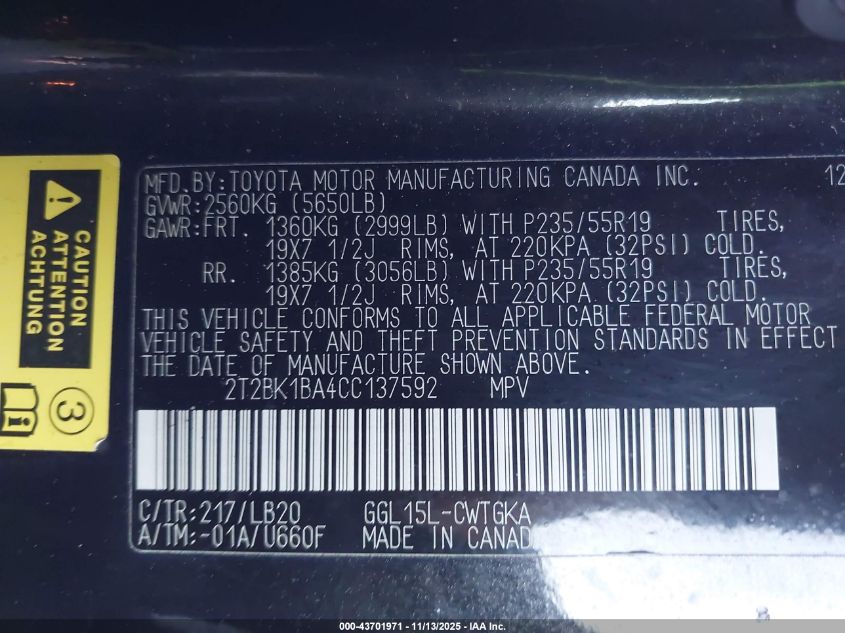 MFD.BY:TOYOTA MOTOR MANUFACTURING CANADA INC. 12
GVWR:2560KG (5650LB)
GAWR:FRT. 1360KG (2999LB) WITH P235/55R19 TIRES,
19X7 1/2J RIMS, AT 220KPA (32PSI) COLD.
RR. 1385KG (3056LB) WITH P235/55R19 TIRES,
19X7 1/2J RIMS, AT 220KPA (32PSI) COLD.
THIS VEHICLE CONFORMS TO ALL APPLICABLE FEDERAL MOTOR
VEHICLE SAFETY AND THEFT PREVENTION STANDARDS IN EFFECT
THE DATE OF MANUFACTURE SHOWN ABOVE.
2T2BK1BA4CC137592 MPV
C/TR:217/LB20 GGL15L-CWTGKA
A/TM:-01A/U660F MADE IN CANAD
CAUTION
ATTENTION
ACHTUNG
3
000-43701971 - 11/13/2025 - IAA Inc.